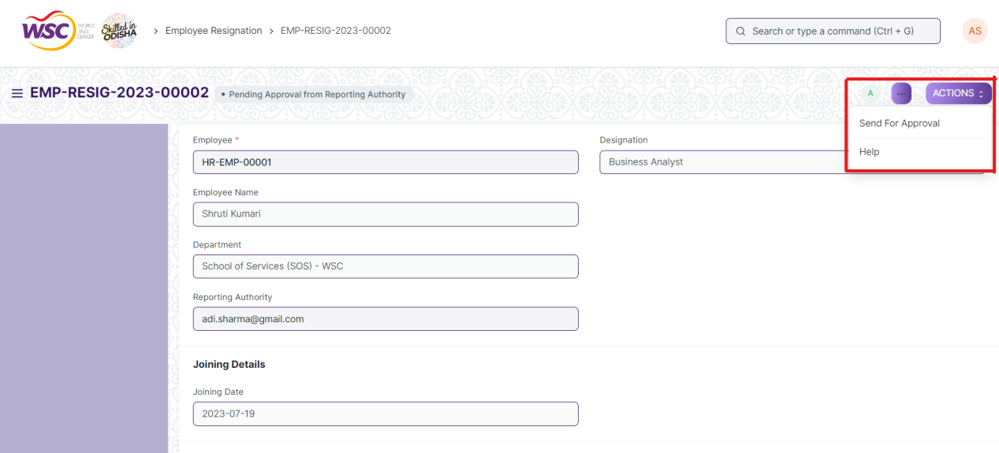 WSC WORLD SKILL CENTER Skilled in ODISHA > Employee Resignation > EMP-RESIG-2023-00002 Search or type a command (Ctrl + G) AS
EMP-RESIG-2023-00002 • Pending Approval from Reporting Authority A ... ACTIONS
Send For Approval
Help
Employee *
HR-EMP-00001
Designation
Business Analyst
Employee Name
Shruti Kumari
Department
School of Services (SOS) - WSC
Reporting Authority
adi.sharma@gmail.com
Joining Details
Joining Date
2023-07-19